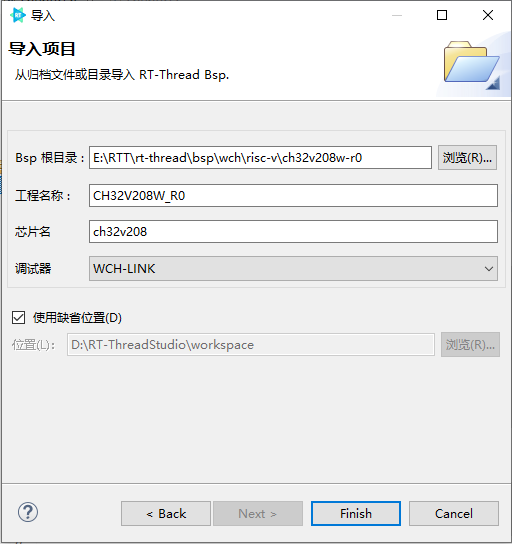 导入
导入项目
从归档文件或目录导入 RT-Thread Bsp.
Bsp 根目录： E:\RTT\rt-thread\bsp\wch\risc-v\ch32v208w-r0 浏览(R)...
工程名称： CH32V208W_R0
芯片名 ch32v208
调试器 WCH-LINK
使用缺省位置(D)
位置(L)： D:\RT-ThreadStudio\workspace 浏览(R)...
? < Back Next > Finish Cancel